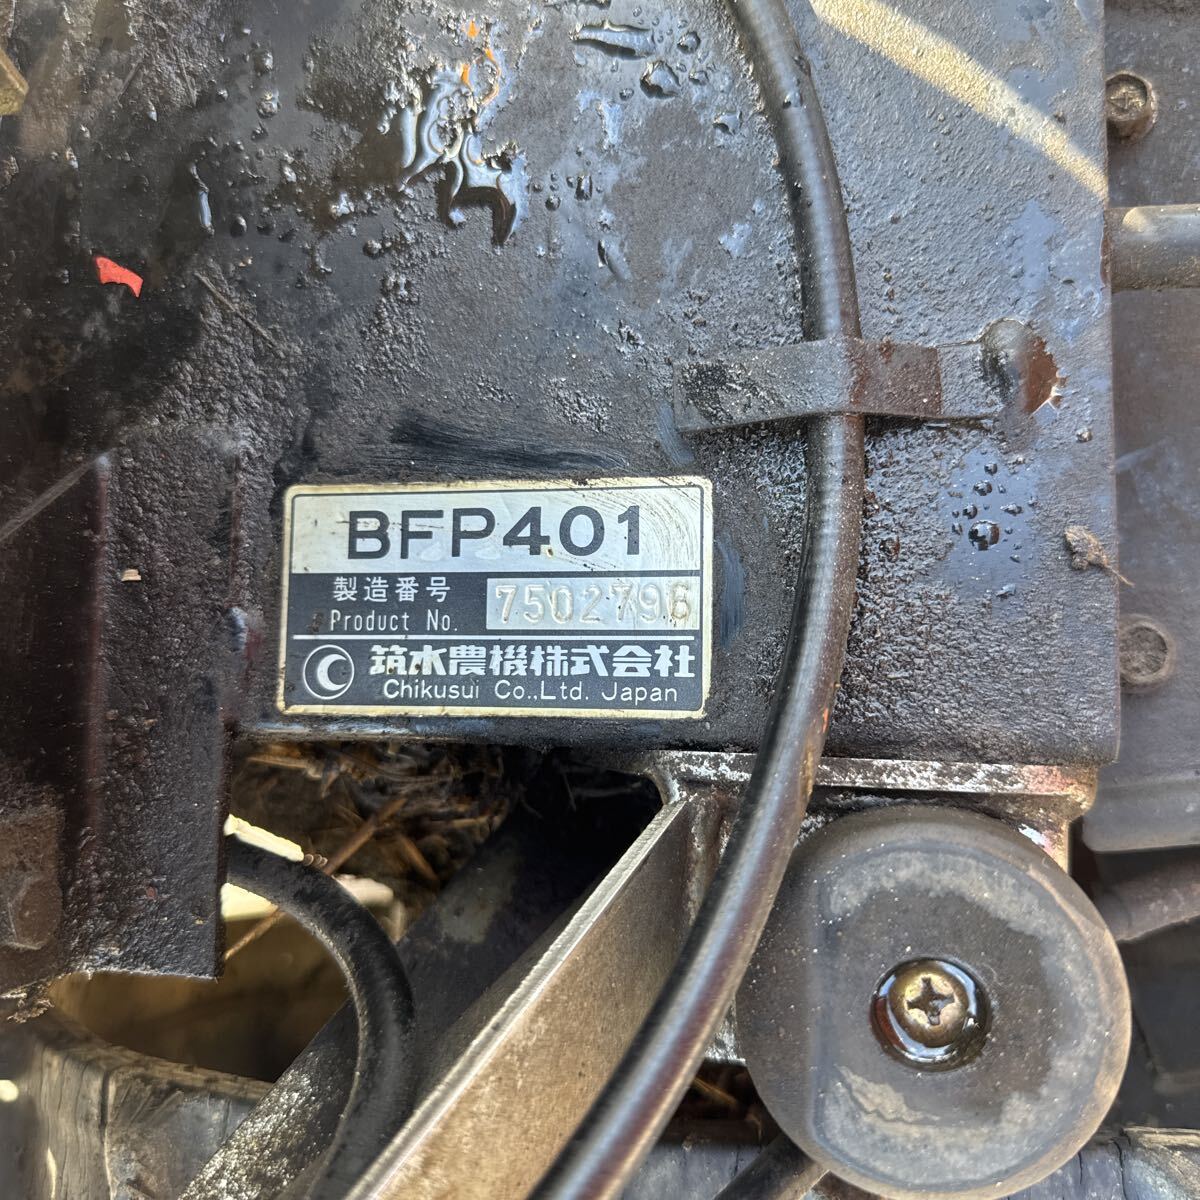 BFP401
製造番号
Product No. 7502796
筑水農機株式会社
Chikusui Co.,Ltd. Japan